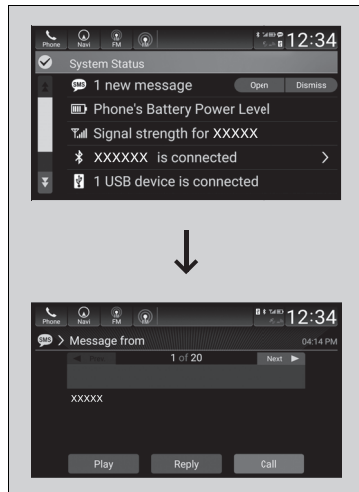 Phone Navi FM 12:34
System Status
SMS 1 new message Open Dismiss
Phone's Battery Power Level
Signal strength for XXXXX
XXXXXX is connected >
1 USB device is connected
Phone Navi FM 12:34
SMS > Message from 04:14 PM
Prev. 1 of 20 Next
XXXXX
Play Reply Call